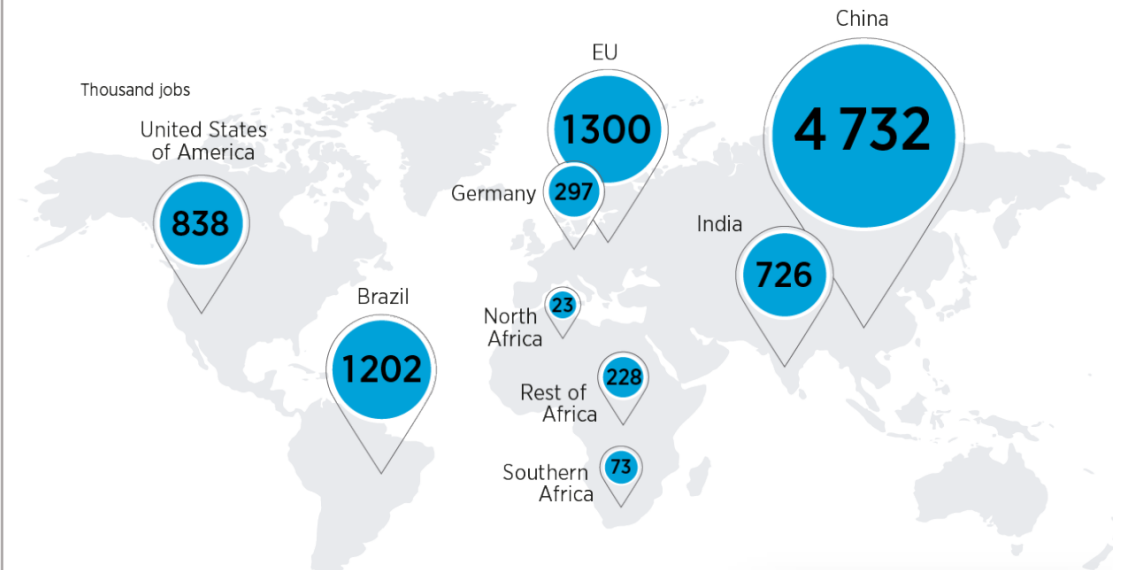 China
4 732
EU
1300
Thousand jobs
United States
of America
838
Germany
297
India
726
Brazil
1202
North
Africa
23
Rest of
Africa
228
Southern
Africa
73